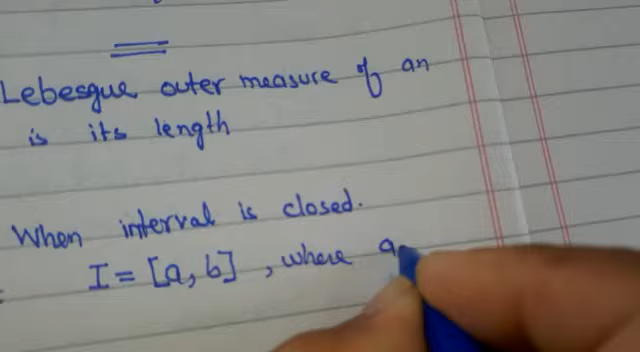 Lebesgue outer measure of an
is its length
When interval is closed.
I = [a, b] , where a